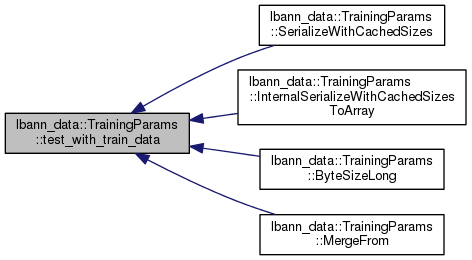 lbann_data::TrainingParams
::test_with_train_data
lbann_data::TrainingParams
::SerializeWithCachedSizes
lbann_data::TrainingParams
::InternalSerializeWithCachedSizes
ToArray
lbann_data::TrainingParams
::ByteSizeLong
lbann_data::TrainingParams
::MergeFrom